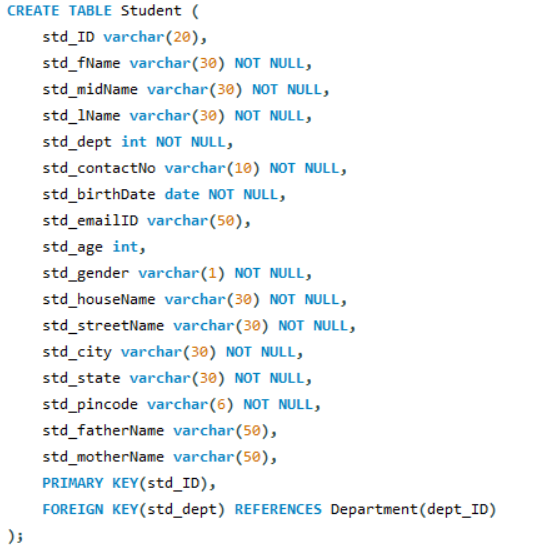 CREATE TABLE Student (
std_ID varchar(20),
std_fName varchar(30) NOT NULL,
std_midName varchar(30) NOT NULL,
std_lName varchar(30) NOT NULL,
std_dept int NOT NULL,
std_contactNo varchar(10) NOT NULL,
std_birthDate date NOT NULL,
std_emailID varchar(50),
std_age int,
std_gender varchar(1) NOT NULL,
std_houseName varchar(30) NOT NULL,
std_streetName varchar(30) NOT NULL,
std_city varchar(30) NOT NULL,
std_state varchar(30) NOT NULL,
std_pincode varchar(6) NOT NULL,
std_fatherName varchar(50),
std_motherName varchar(50),
PRIMARY KEY(std_ID),
FOREIGN KEY(std_dept) REFERENCES Department(dept_ID)
);